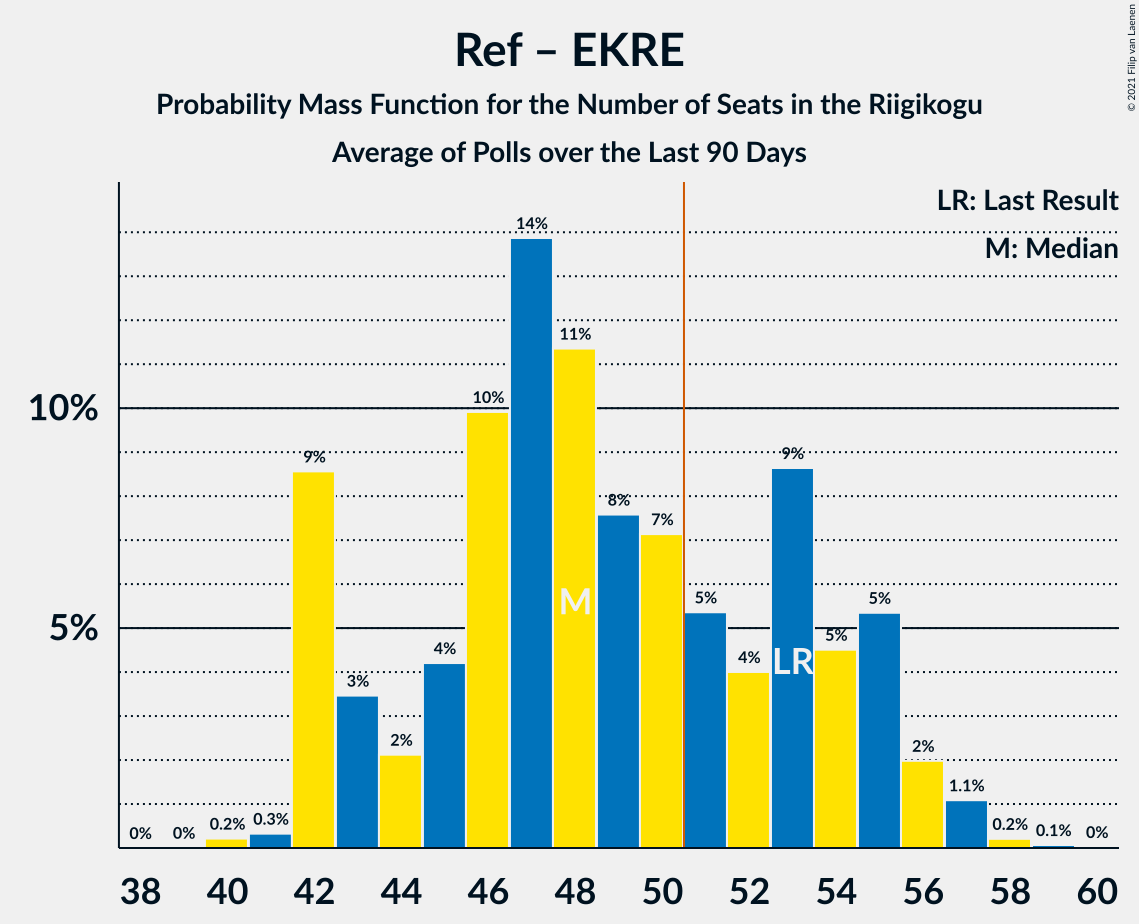 Ref – EKRE
Probability Mass Function for the Number of Seats in the Riigikogu
Average of Polls over the Last 90 Days
© 2021 Filip van Laenen
LR: Last Result
M: Median
10%
5%
0%
0%
0.2%
0.3%
9%
3%
2%
4%
10%
14%
11%
8%
7%
5%
4%
9%
5%
5%
2%
1.1%
0.2%
0.1%
0%
M
LR
38 40 42 44 46 48 50 52 54 56 58 60